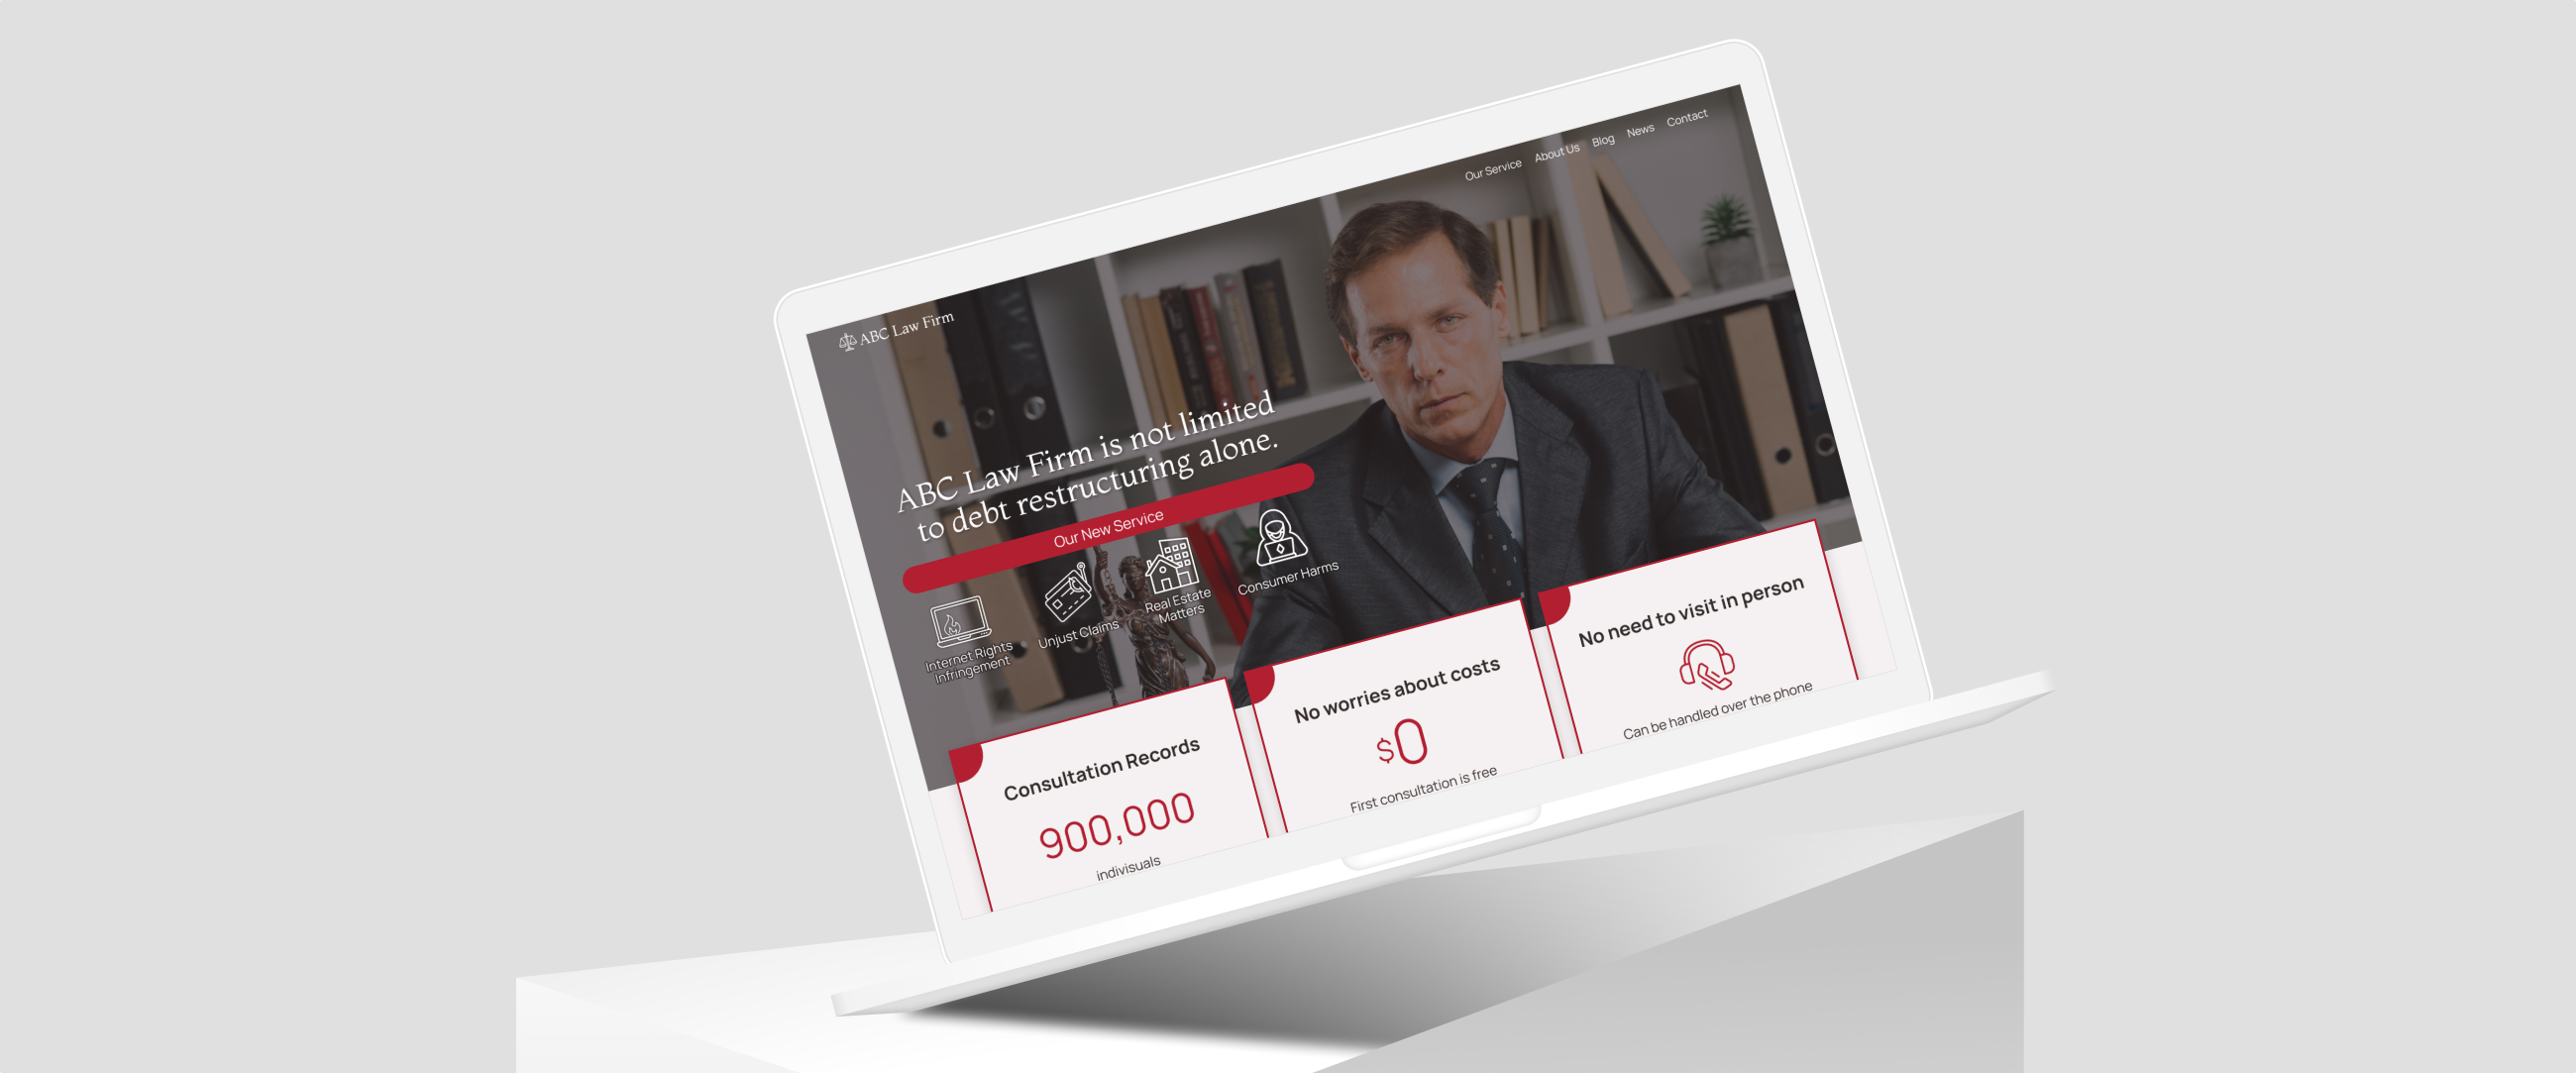 Our Service About Us Blog News Contact
ABC Law Firm
ABC Law Firm is not limited
to debt restructuring alone.
Our New Service
Internet Rights
Infringement
Unjust Claims
Real Estate
Matters
Consumer Harms
Consultation Records
900,000
indivisuals
No worries about costs
$0
First consultation is free
No need to visit in person
Can be handled over the phone